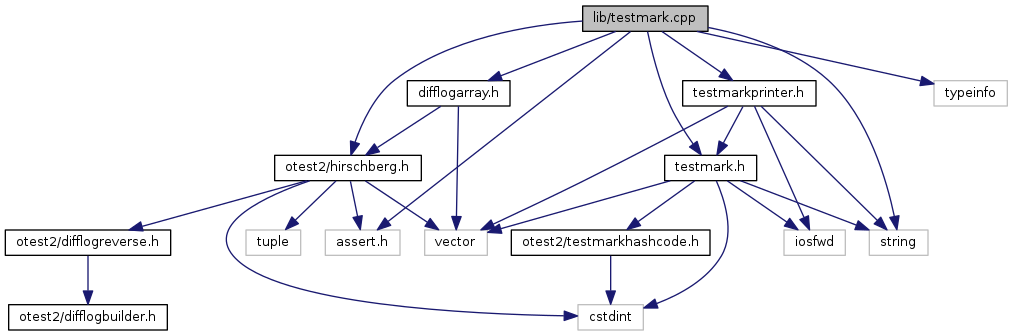 lib/testmark.cpp
difflogarray.h
testmarkprinter.h
typeinfo
otest2/hirschberg.h
testmark.h
otest2/difflogreverse.h
tuple
assert.h
vector
otest2/testmarkhashcode.h
iosfwd
string
otest2/difflogbuilder.h
cstdint